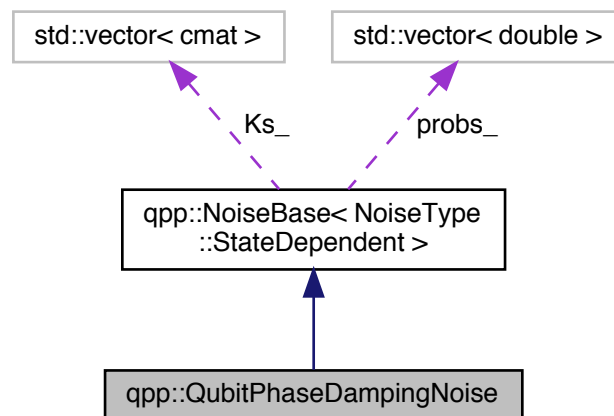 std::vector< cmat >
std::vector< double >
Ks_
probs_
qpp::NoiseBase< NoiseType
::StateDependent >
qpp::QubitPhaseDampingNoise